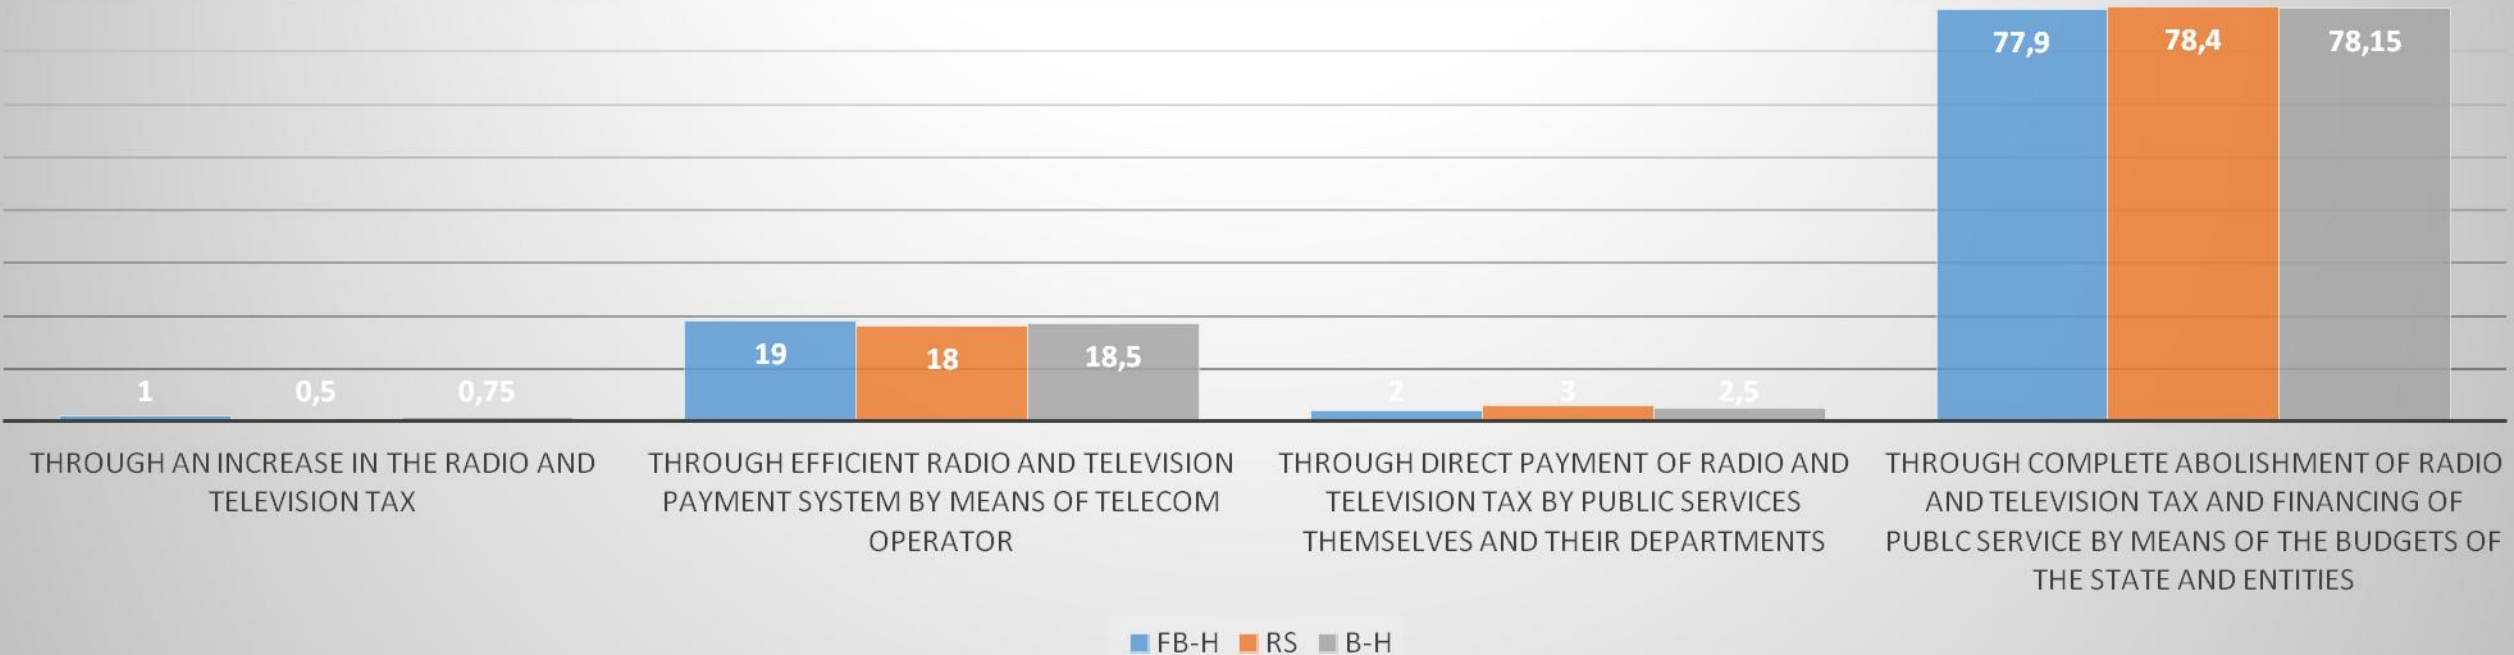 77,9
78,4
78,15
19
18
18,5
1
0,5
0,75
2
3
2,5
THROUGH AN INCREASE IN THE RADIO AND
TELEVISION TAX
THROUGH EFFICIENT RADIO AND TELEVISION
PAYMENT SYSTEM BY MEANS OF TELECOM
OPERATOR
THROUGH DIRECT PAYMENT OF RADIO AND
TELEVISION TAX BY PUBLIC SERVICES
THEMSELVES AND THEIR DEPARTMENTS
THROUGH COMPLETE ABOLISHMENT OF RADIO
AND TELEVISION TAX AND FINANCING OF
PUBLC SERVICE BY MEANS OF THE BUDGETS OF
THE STATE AND ENTITIES
FB-H RS B-H